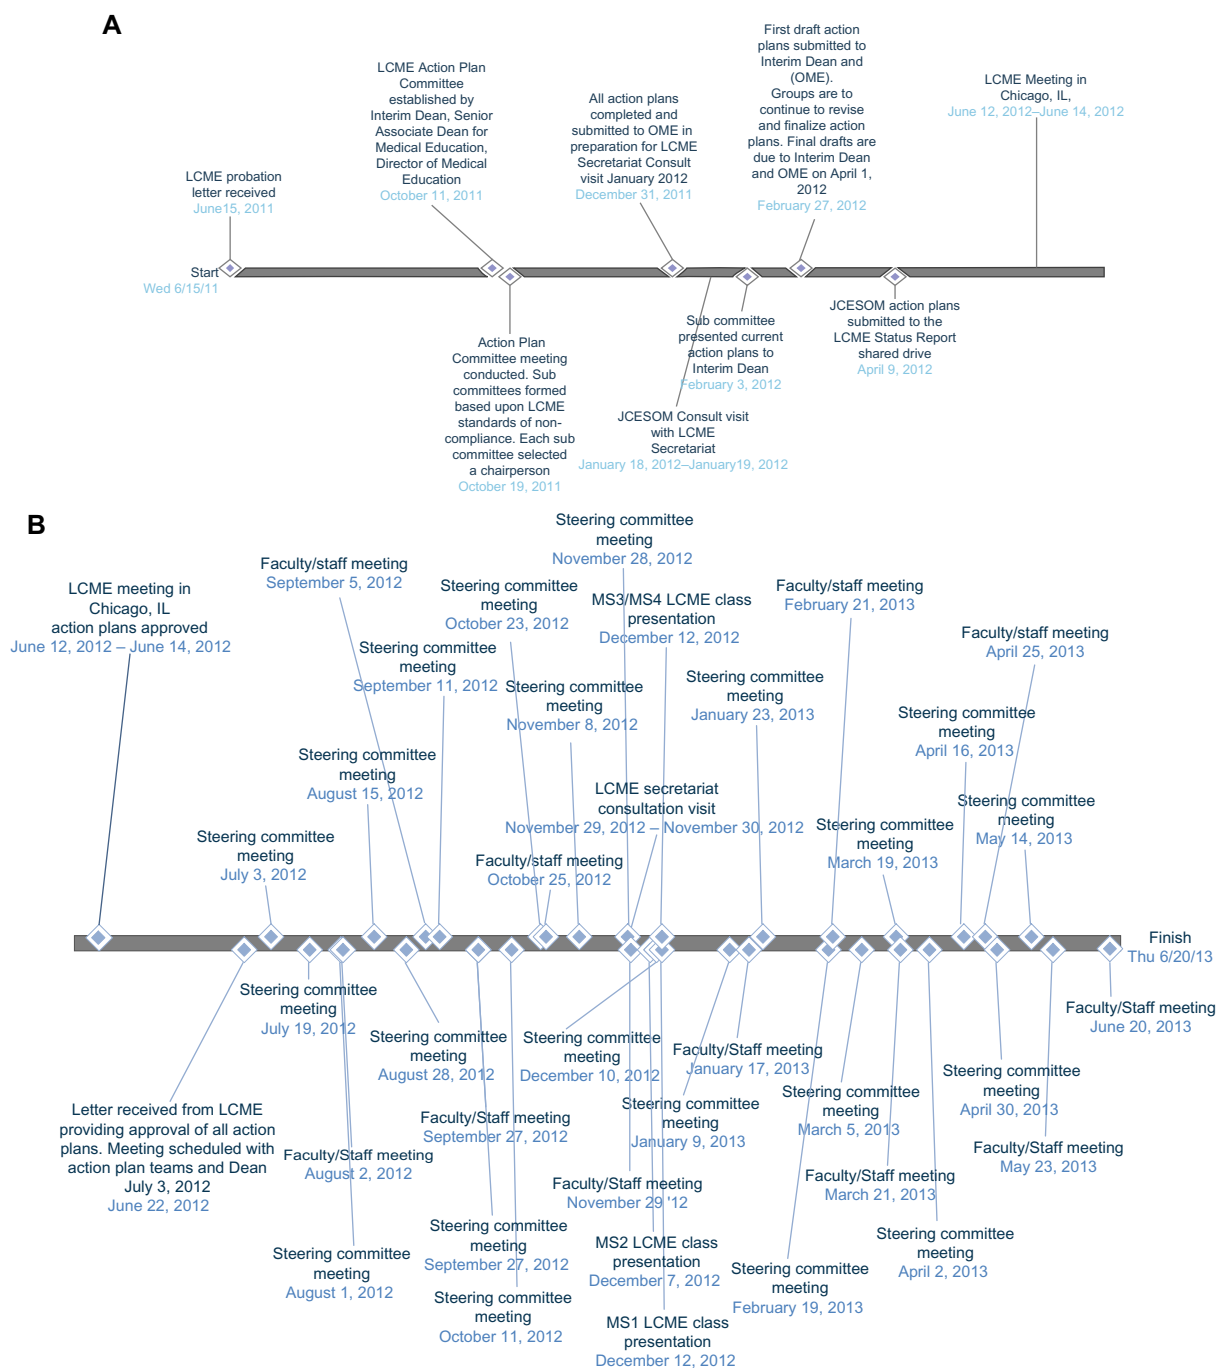 A
LCME probation
letter received
June15, 2011
LCME Action Plan
Committee
established by
Interim Dean, Senior
Associate Dean for
Medical Education,
Director of Medical
Education
October 11, 2011
All action plans
completed and
submitted to OME in
preparation for LCME
Secretariat Consult
visit January 2012
December 31, 2011
First draft action
plans submitted to
Interim Dean and
(OME).
Groups are to
continue to revise
and finalize action
plans. Final drafts are
due to Interim Dean
and OME on April 1,
2012
February 27, 2012
LCME Meeting in
Chicago, IL,
June 12, 2012–June 14, 2012
Start
Wed 6/15/11
Action Plan
Committee meeting
conducted. Sub
committees formed
based upon LCME
standards of non-
compliance. Each sub
committee selected
a chairperson
October 19, 2011
JCESOM Consult visit
with LCME
Secretariat
January 18, 2012–January19, 2012
Sub committee
presented current
action plans to
Interim Dean
February 3, 2012
JCESOM action plans
submitted to the
LCME Status Report
shared drive
April 9, 2012
B
LCME meeting in
Chicago, IL
action plans approved
June 12, 2012 – June 14, 2012
Steering committee
meeting
July 3, 2012
Faculty/staff meeting
September 5, 2012
Steering committee
meeting
August 15, 2012
Steering committee
meeting
September 11, 2012
Steering committee
meeting
October 23, 2012
Steering committee
meeting
November 28, 2012
Steering committee
meeting
November 8, 2012
MS3/MS4 LCME class
presentation
December 12, 2012
LCME secretariat
consultation visit
November 29, 2012 – November 30, 2012
Faculty/staff meeting
October 25, 2012
Steering committee
meeting
January 23, 2013
Faculty/staff meeting
February 21, 2013
Steering committee
meeting
March 19, 2013
Steering committee
meeting
April 16, 2013
Faculty/staff meeting
April 25, 2013
Steering committee
meeting
May 14, 2013
Finish
Thu 6/20/13
Letter received from LCME
providing approval of all action
plans. Meeting scheduled with
action plan teams and Dean
July 3, 2012
June 22, 2012
Steering committee
meeting
July 19, 2012
Faculty/Staff meeting
August 2, 2012
Steering committee
meeting
August 1, 2012
Steering committee
meeting
August 28, 2012
Faculty/Staff meeting
September 27, 2012
Steering committee
meeting
September 27, 2012
Steering committee
meeting
October 11, 2012
Steering committee
meeting
December 10, 2012
Faculty/Staff meeting
November 29 '12
MS2 LCME class
presentation
December 7, 2012
MS1 LCME class
presentation
December 12, 2012
Faculty/Staff meeting
January 17, 2013
Steering committee
meeting
January 9, 2013
Steering committee
meeting
February 19, 2013
Steering committee
meeting
March 5, 2013
Faculty/Staff meeting
March 21, 2013
Steering committee
meeting
April 2, 2013
Steering committee
meeting
April 30, 2013
Faculty/Staff meeting
May 23, 2013
Faculty/Staff meeting
June 20, 2013